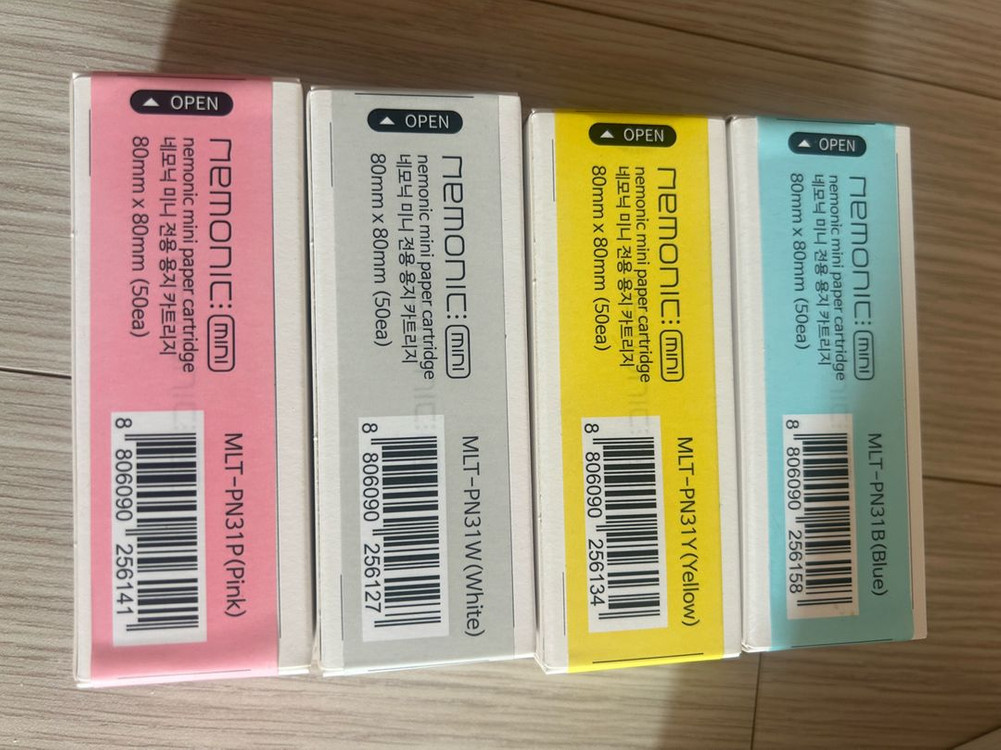 OPEN
nemonic: mini
nemonic mini paper cartridge
네모닉 미니 전용 용지 카트리지
80mm x 80mm (50ea)
MLT-PN31P(Pink)
8 806090 256141
OPEN
nemonic: mini
nemonic mini paper cartridge
네모닉 미니 전용 용지 카트리지
80mm x 80mm (50ea)
MLT-PN31W(White)
8 806090 256127
OPEN
nemonic: mini
nemonic mini paper cartridge
네모닉 미니 전용 용지 카트리지
80mm x 80mm (50ea)
MLT-PN31Y(Yellow)
8 806090 256134
OPEN
nemonic: mini
nemonic mini paper cartridge
네모닉 미니 전용 용지 카트리지
80mm x 80mm (50ea)
MLT-PN31B(Blue)
8 806090 256158